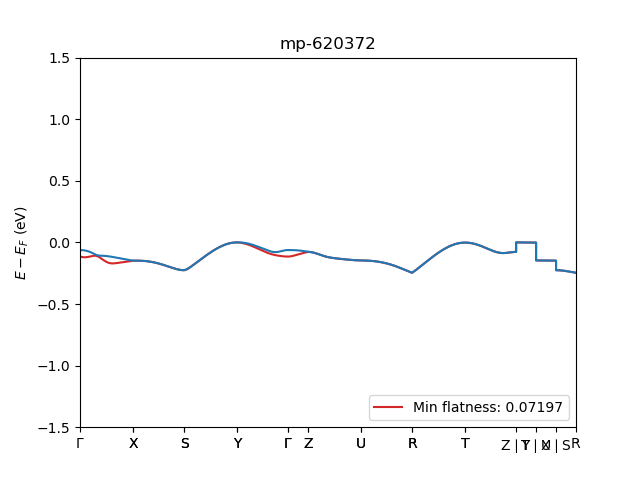 mp-620372
E − E_F (eV)
1.5
1.0
0.5
0.0
−0.5
−1.0
−1.5
Min flatness: 0.07197
Γ X S Y Γ Z U R T Z | Y R